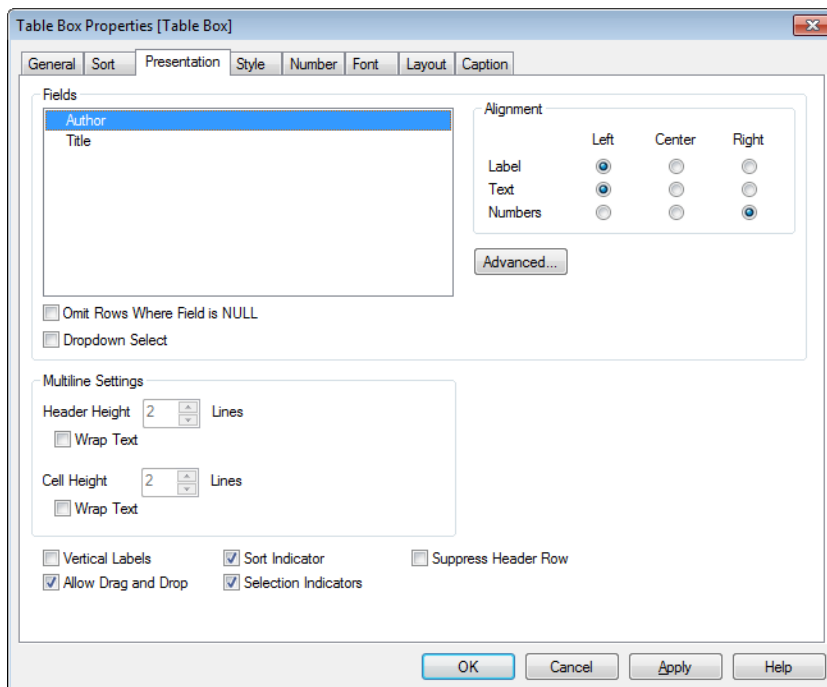 Table Box Properties [Table Box]
General Sort Presentation Style Number Font Layout Caption
Fields
Author
Title
Omit Rows Where Field is NULL
Dropdown Select
Alignment
Left Center Right
Label
Text
Numbers
Advanced...
Multiline Settings
Header Height 2 Lines
Wrap Text
Cell Height 2 Lines
Wrap Text
Vertical Labels Sort Indicator Suppress Header Row
Allow Drag and Drop Selection Indicators
OK Cancel Apply Help